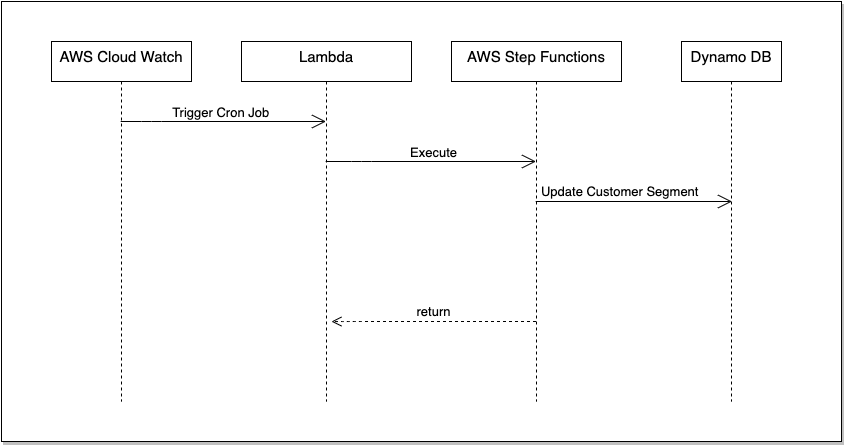 AWS Cloud Watch
Lambda
AWS Step Functions
Dynamo DB
Trigger Cron Job
Execute
Update Customer Segment
return